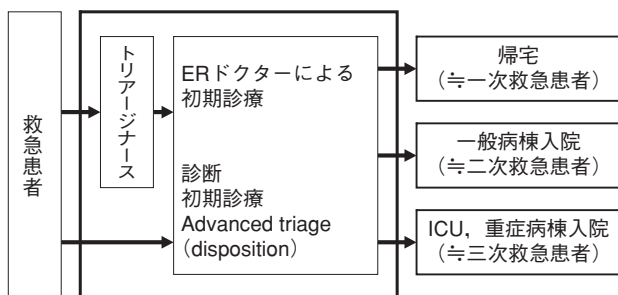 救急患者
トリアージナース
ERドクターによる
初期診療
診断
初期診療
Advanced triage
(disposition)
帰宅
(≒一次救急患者)
一般病棟入院
(≒二次救急患者)
ICU,重症病棟入院
(≒三次救急患者)